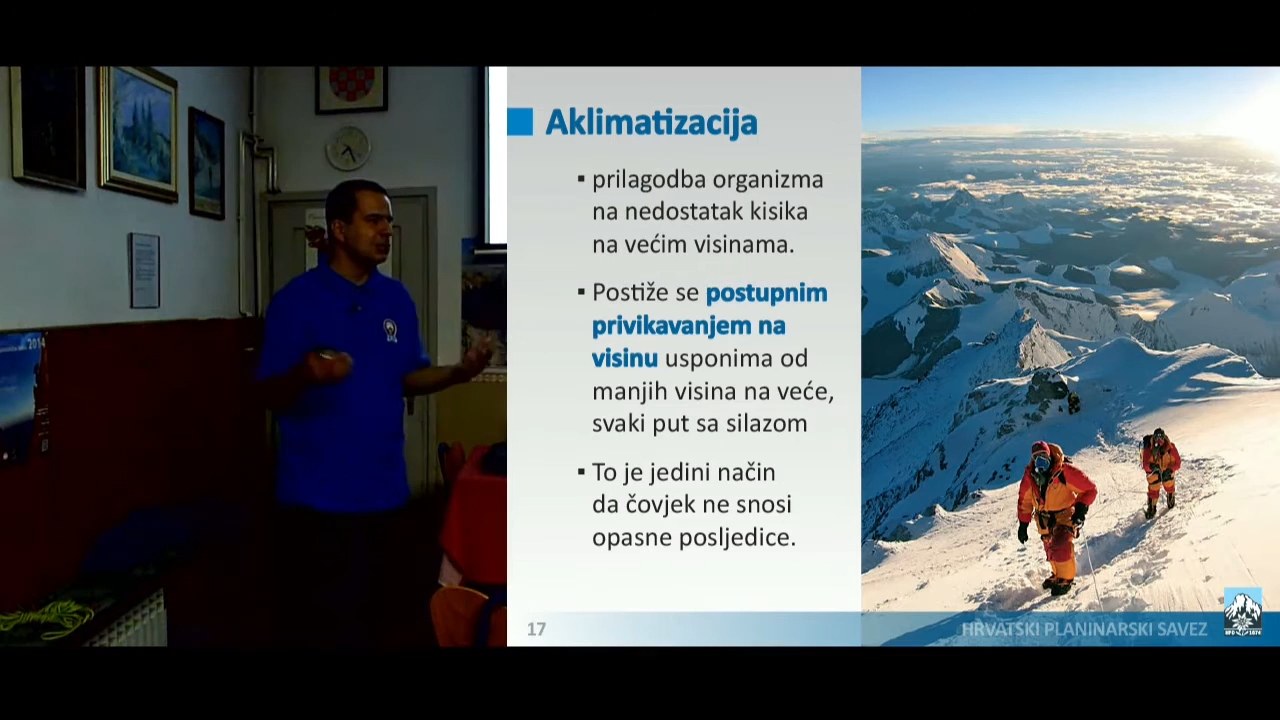 Aklimatizacija
▪ prilagodba organizma
na nedostatak kisika
na većim visinama.
▪ Postiže se postupnim
privikavanjem na
visinu usponima od
manjih visina na veće,
svaki put sa silazom
▪ To je jedini način
da čovjek ne snosi
opasne posljedice.
17
HRVATSKI PLANINARSKI SAVEZ
2014